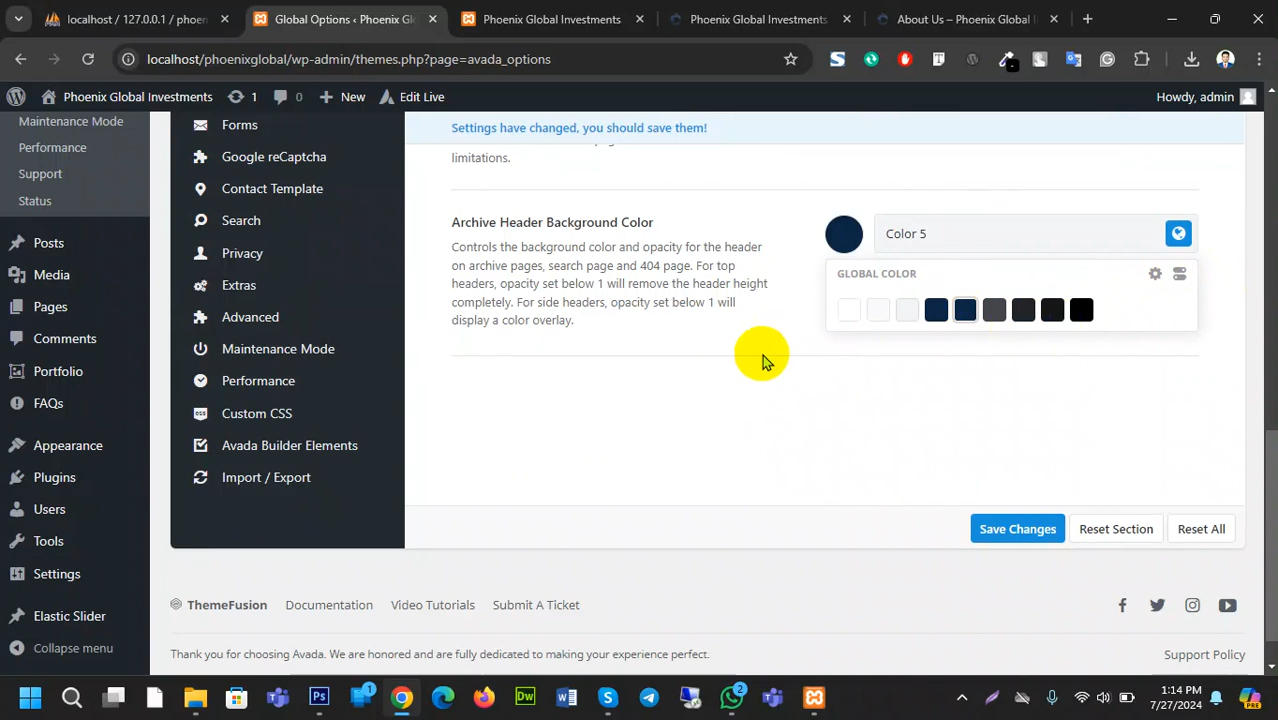 localhost / 127.0.0.1 / phoen
Global Options ‹ Phoenix Glo
Phoenix Global Investments
Phoenix Global Investments
About Us – Phoenix Global I
localhost/phoenixglobal/wp-admin/themes.php?page=avada_options
Phoenix Global Investments
1
0
New
Edit Live
Howdy, admin
Maintenance Mode
Performance
Support
Status
Posts
Media
Pages
Comments
Portfolio
FAQs
Appearance
Plugins
Users
Tools
Settings
Elastic Slider
Collapse menu
Forms
Google reCaptcha
Contact Template
Search
Privacy
Extras
Advanced
Maintenance Mode
Performance
Custom CSS
Avada Builder Elements
Import / Export
Settings have changed, you should save them!
limitations.
Archive Header Background Color
Controls the background color and opacity for the header
on archive pages, search page and 404 page. For top
headers, opacity set below 1 will remove the header height
completely. For side headers, opacity set below 1 will
display a color overlay.
Color 5
GLOBAL COLOR
Save Changes
Reset Section
Reset All
ThemeFusion
Documentation
Video Tutorials
Submit A Ticket
Thank you for choosing Avada. We are honored and are fully dedicated to making your experience perfect.
Support Policy
1:14 PM
7/27/2024